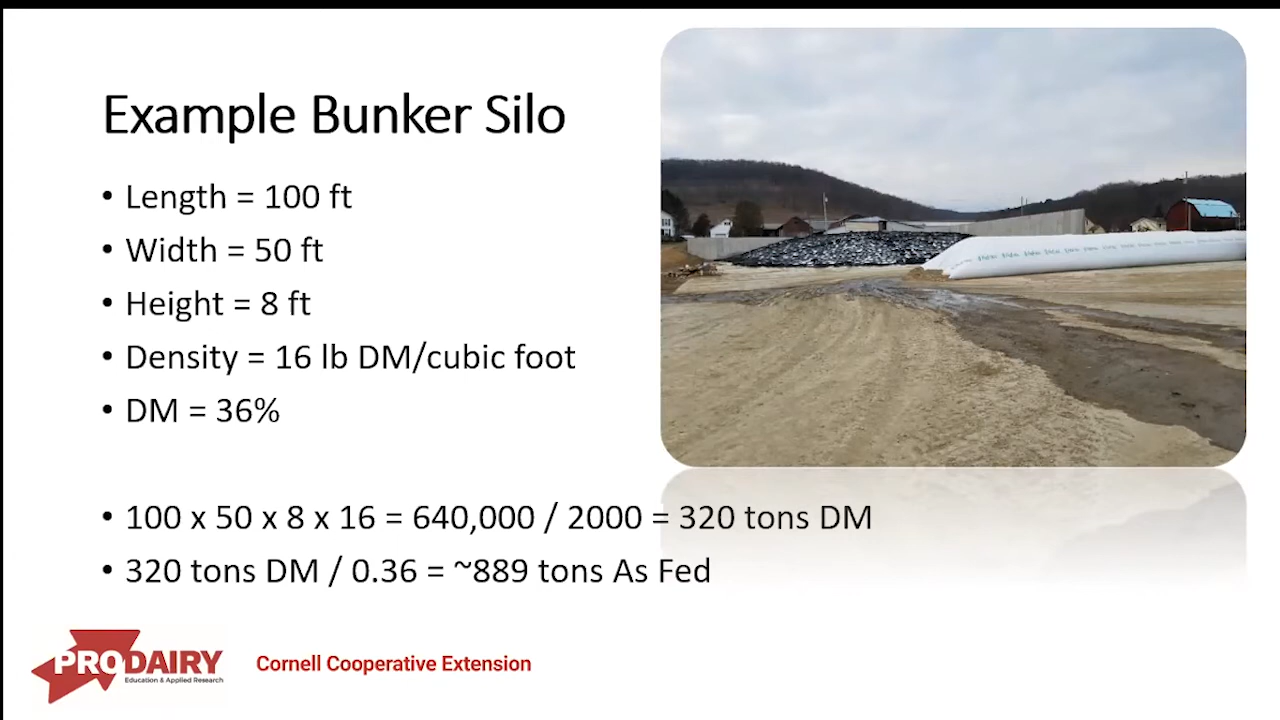 Example Bunker Silo
• Length = 100 ft
• Width = 50 ft
• Height = 8 ft
• Density = 16 lb DM/cubic foot
• DM = 36%
• 100 x 50 x 8 x 16 = 640,000 / 2000 = 320 tons DM
• 320 tons DM / 0.36 = ~889 tons As Fed
PRODAIRY
Education & Applied Research
Cornell Cooperative Extension